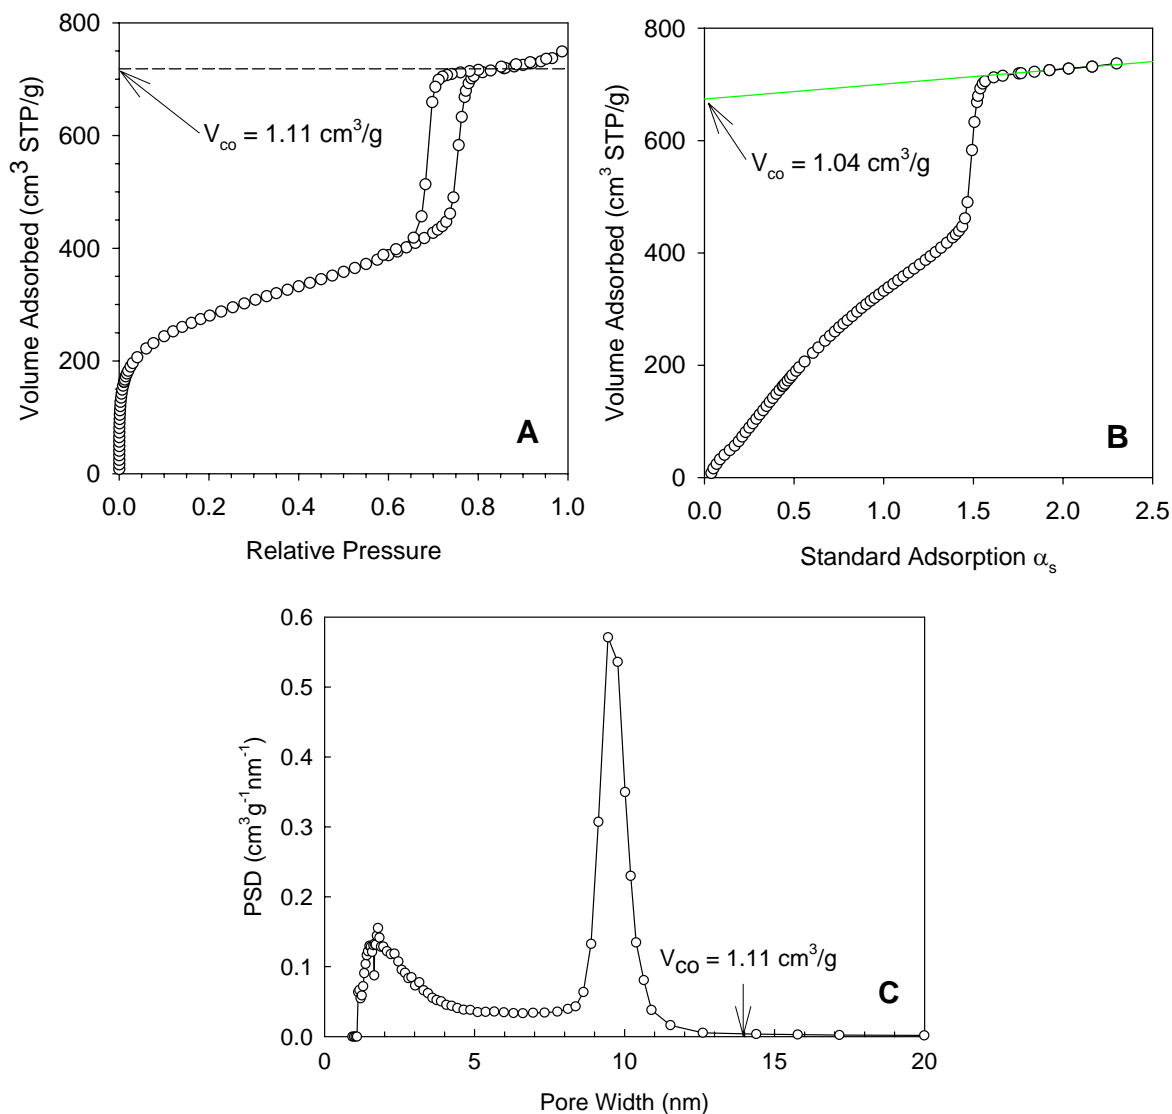 800
600
400
200
0
Volume Adsorbed (cm³ STP/g)
V_co = 1.11 cm³/g
A
0.0 0.2 0.4 0.6 0.8 1.0
Relative Pressure
800
600
400
200
0
Volume Adsorbed (cm³ STP/g)
V_co = 1.04 cm³/g
B
0.0 0.5 1.0 1.5 2.0 2.5
Standard Adsorption α_s
0.6
0.5
0.4
0.3
0.2
0.1
0.0
PSD (cm³g⁻¹nm⁻¹)
V_CO = 1.11 cm³/g
C
0 5 10 15 20
Pore Width (nm)